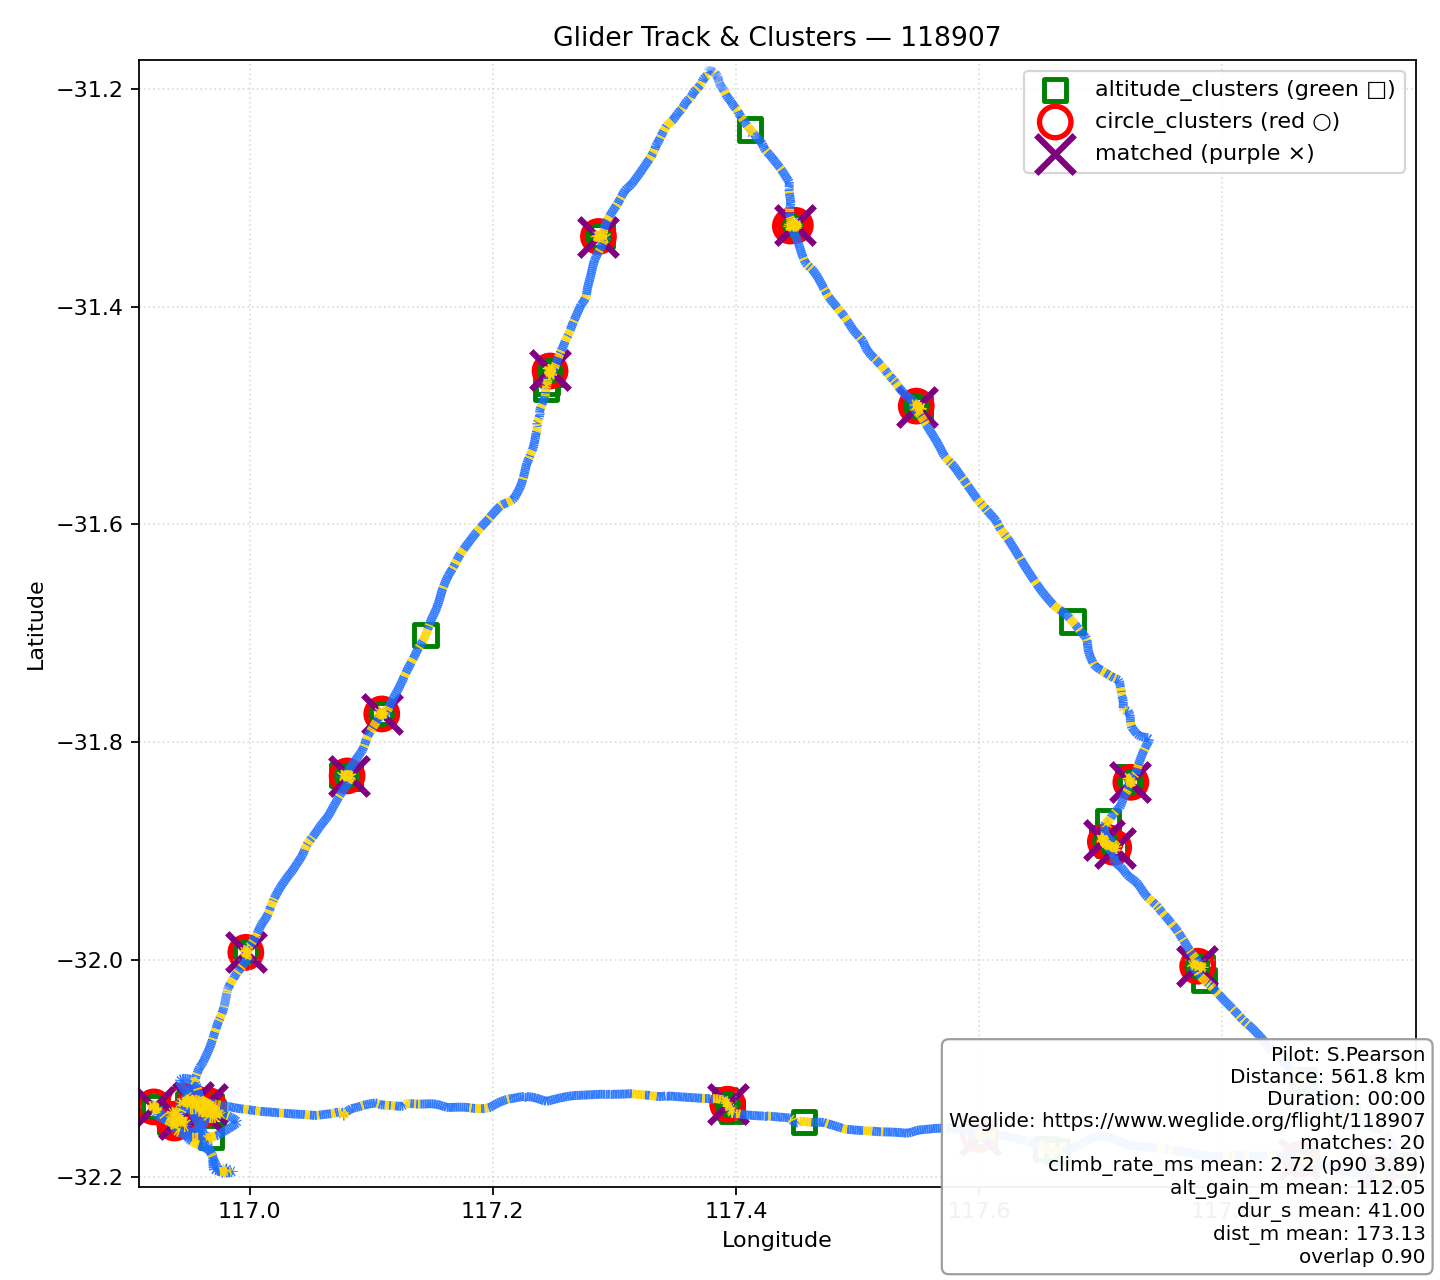 Glider Track & Clusters — 118907
altitude_clusters (green □)
circle_clusters (red ○)
matched (purple ×)
Latitude
−31.2
−31.4
−31.6
−31.8
−32.0
−32.2
117.0
117.2
117.4
117.6
Longitude
Pilot: S.Pearson
Distance: 561.8 km
Duration: 00:00
Weglide: https://www.weglide.org/flight/118907
matches: 20
climb_rate_ms mean: 2.72 (p90 3.89)
alt_gain_m mean: 112.05
dur_s mean: 41.00
dist_m mean: 173.13
overlap 0.90